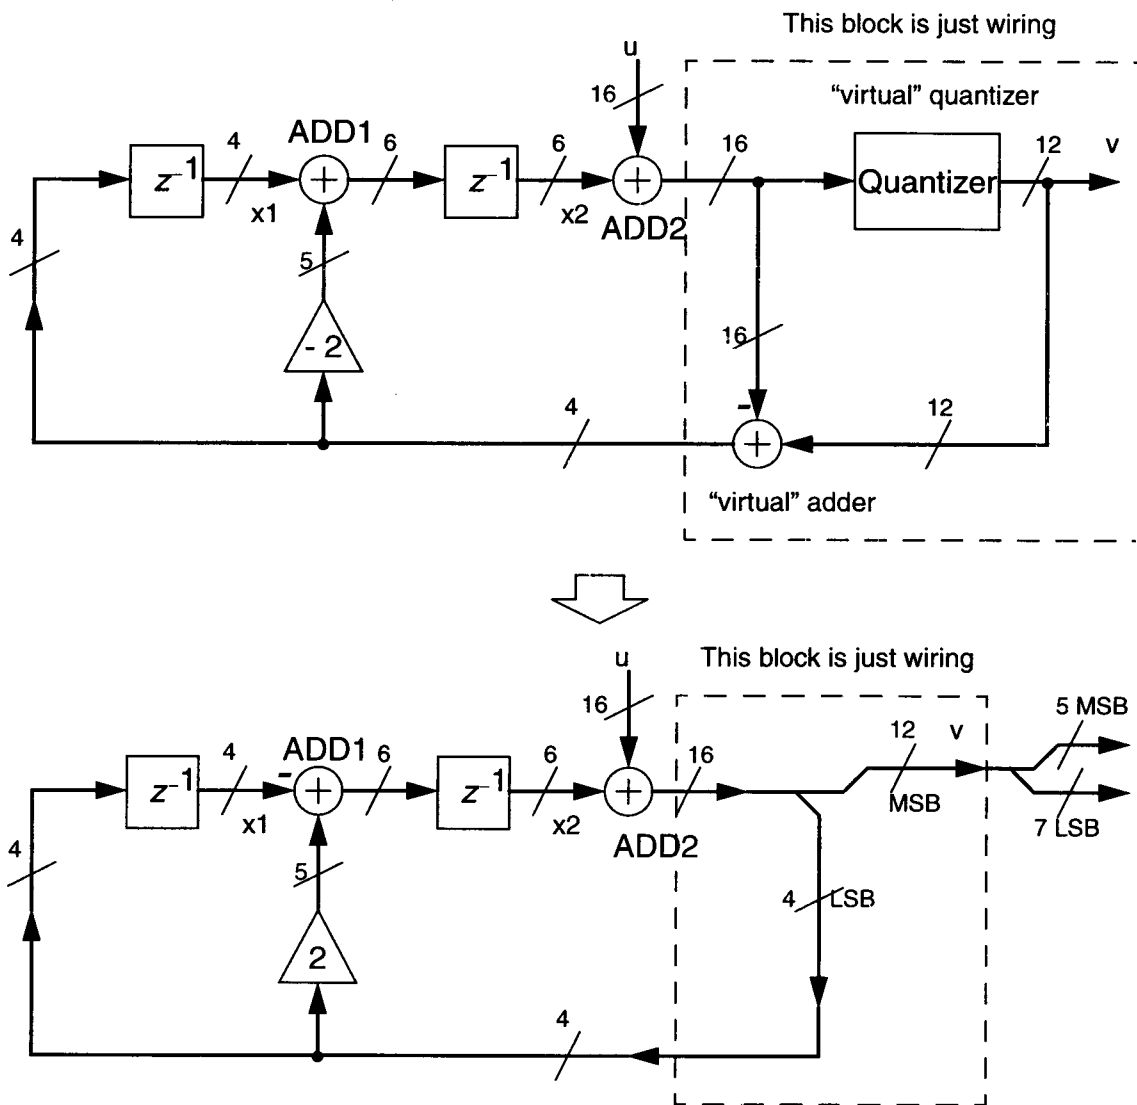 This block is just wiring
u
16
"virtual" quantizer
ADD1
4
6
6
16
12
v
z⁻¹
+
z⁻¹
+
Quantizer
x1
x2
ADD2
4
5
16
- 2
-
4
+
12
"virtual" adder
u
This block is just wiring
16
5 MSB
12
v
ADD1
4
6
6
16
z⁻¹
-
+
z⁻¹
+
MSB
x1
x2
ADD2
7 LSB
4
5
4
LSB
2
4